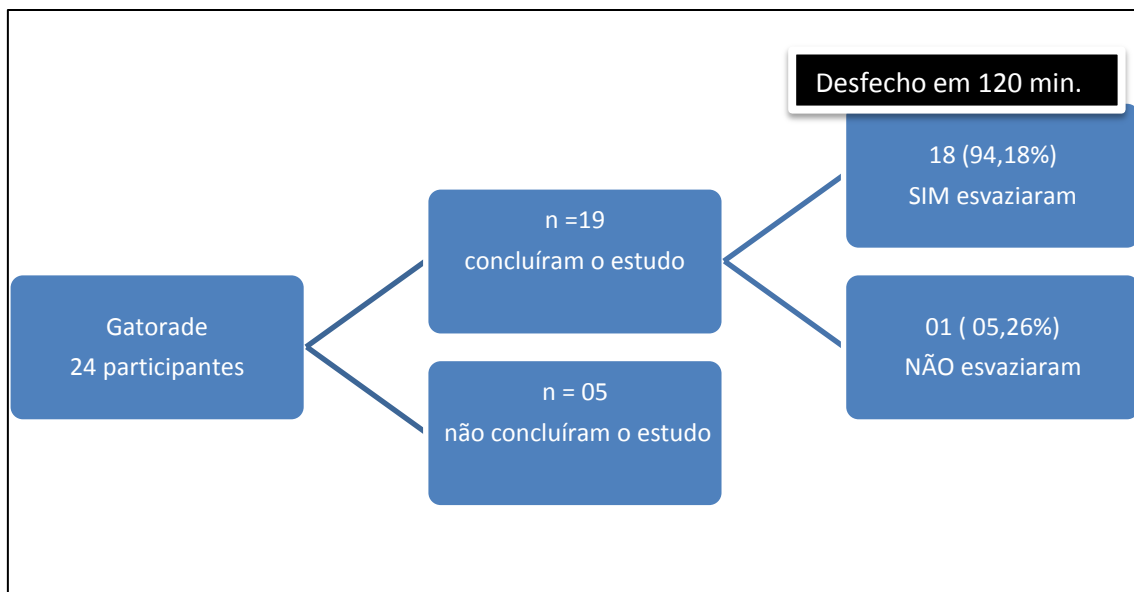 Desfecho em 120 min.
18 (94,18%)
SIM esvaziaram
n =19
concluíram o estudo
Gatorade
24 participantes
01 ( 05,26%)
NÃO esvaziaram
n = 05
não concluíram o estudo